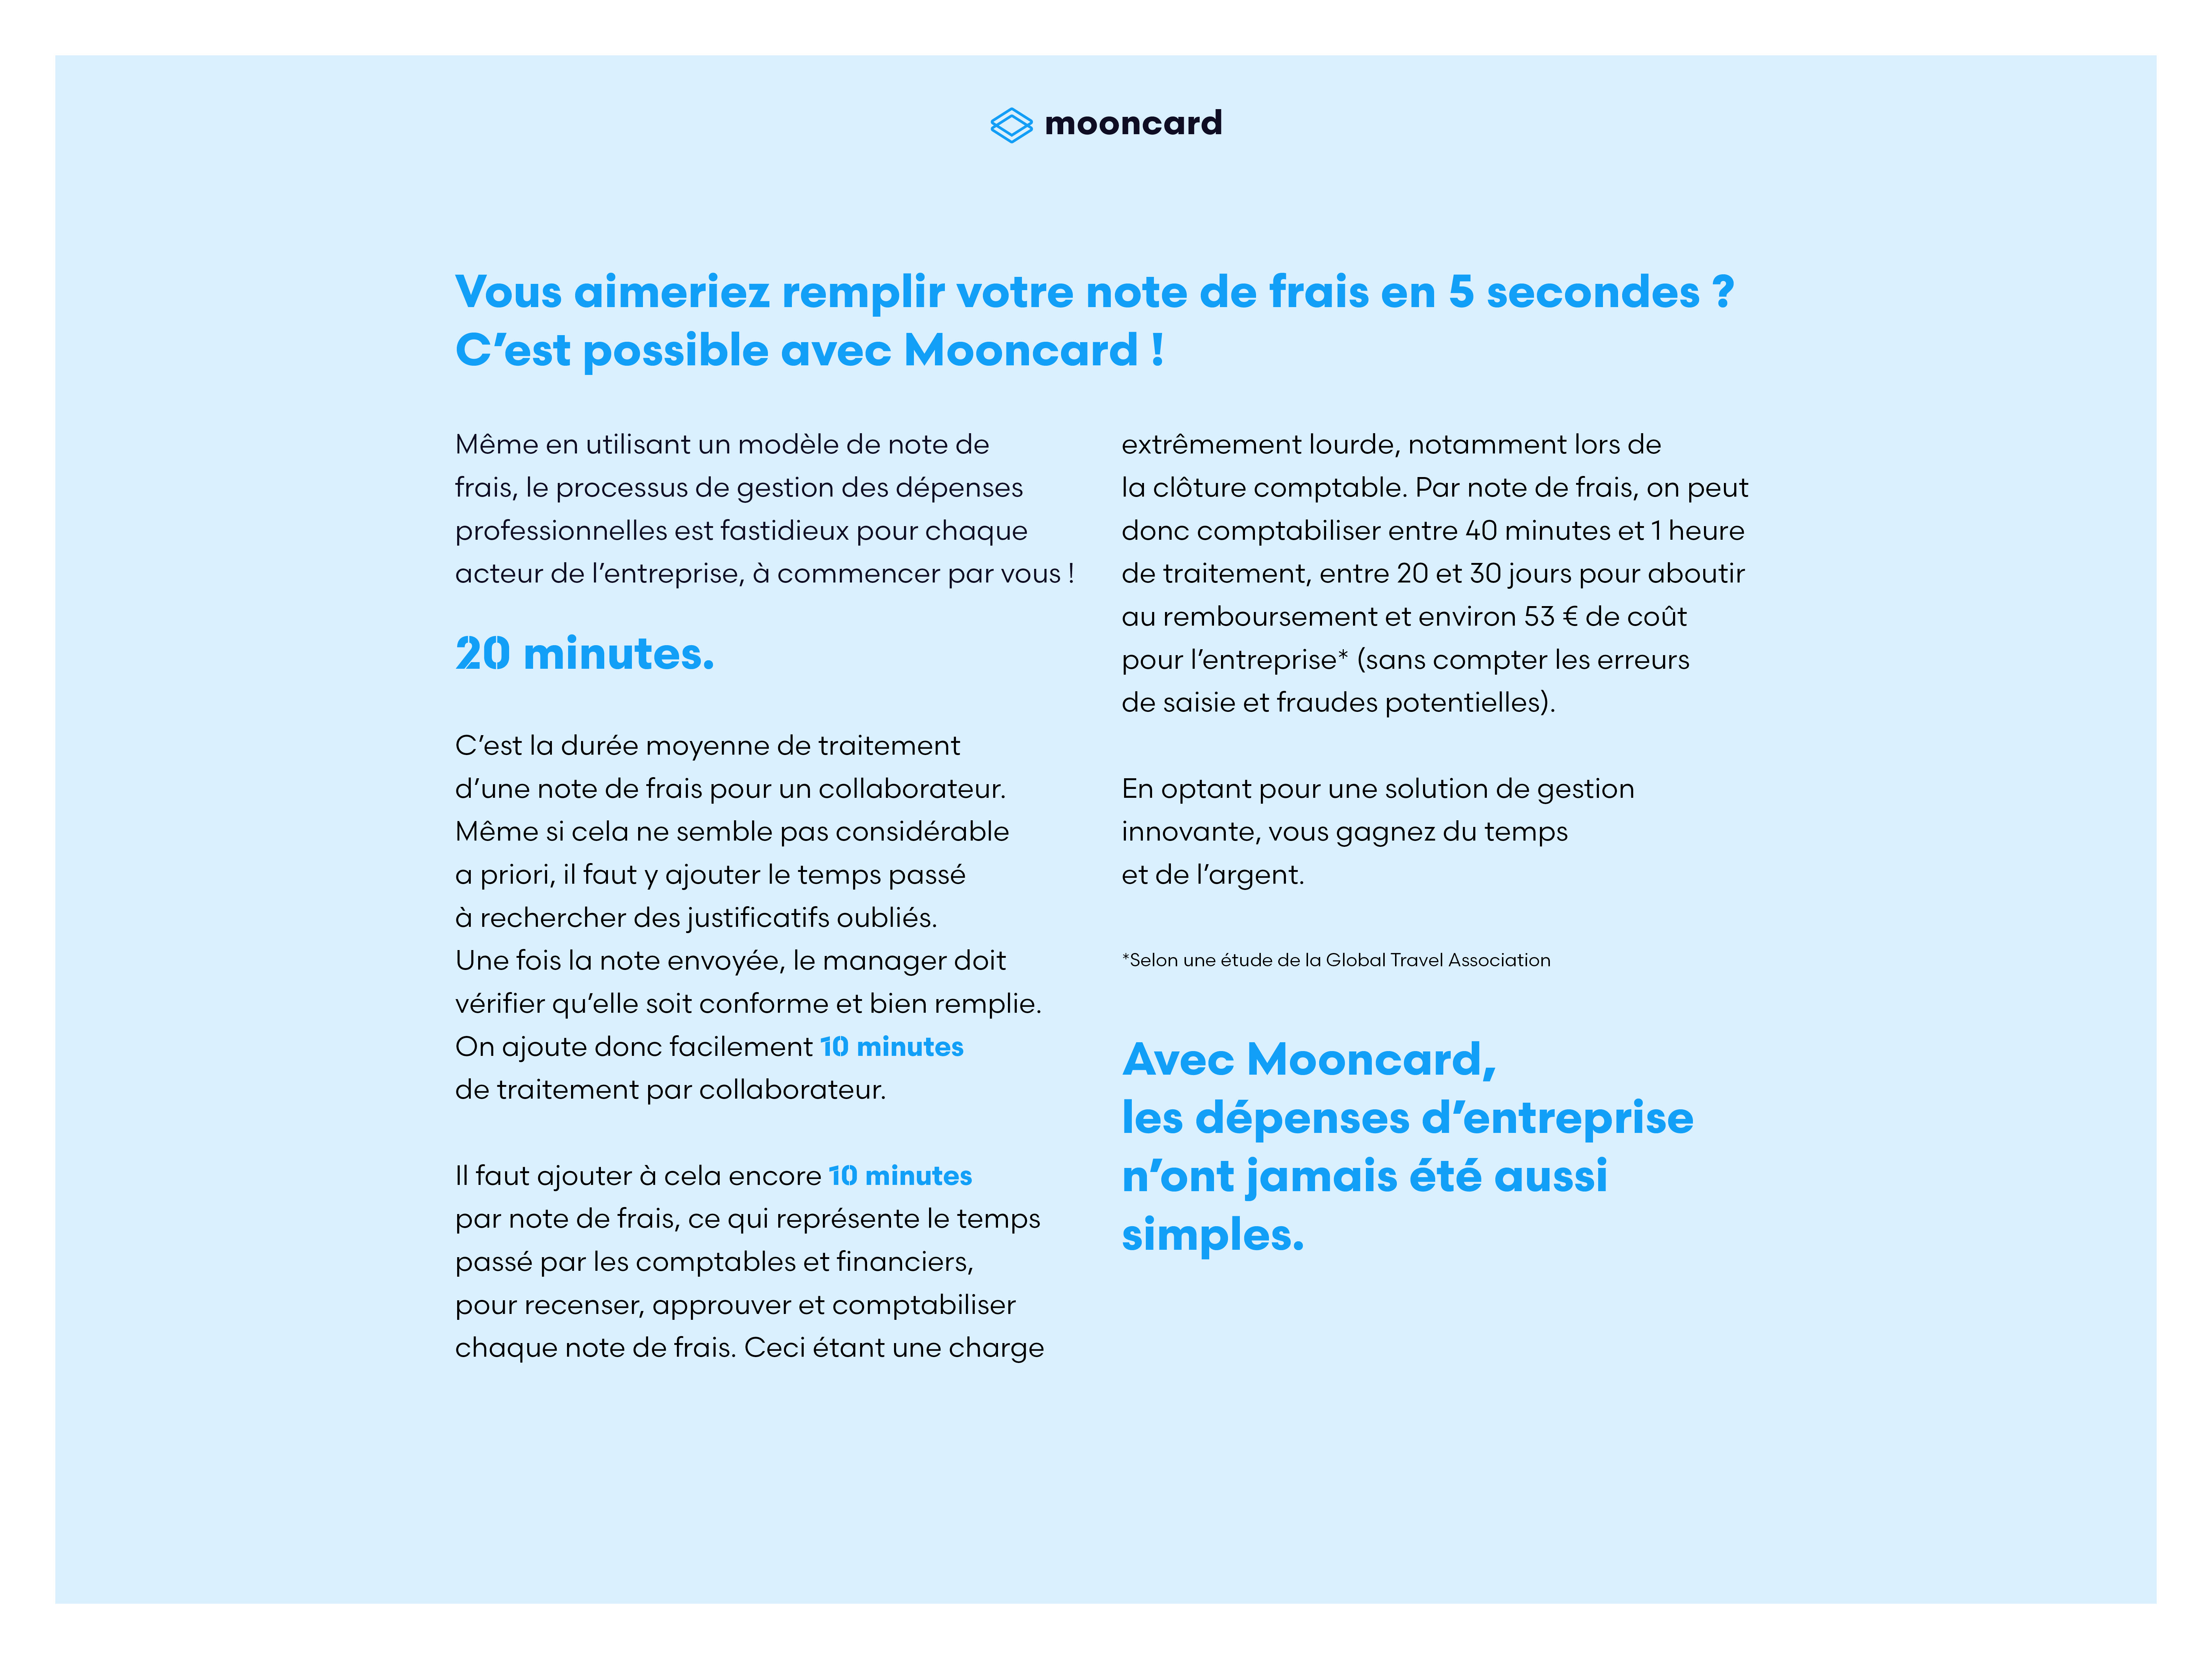 mooncard
Vous aimeriez remplir votre note de frais en 5 secondes ?
C’est possible avec Mooncard !
Même en utilisant un modèle de note de
frais, le processus de gestion des dépenses
professionnelles est fastidieux pour chaque
acteur de l’entreprise, à commencer par vous !
20 minutes.
C’est la durée moyenne de traitement
d’une note de frais pour un collaborateur.
Même si cela ne semble pas considérable
a priori, il faut y ajouter le temps passé
à rechercher des justificatifs oubliés.
Une fois la note envoyée, le manager doit
vérifier qu’elle soit conforme et bien remplie.
On ajoute donc facilement 10 minutes
de traitement par collaborateur.
Il faut ajouter à cela encore 10 minutes
par note de frais, ce qui représente le temps
passé par les comptables et financiers,
pour recenser, approuver et comptabiliser
chaque note de frais. Ceci étant une charge
extrêmement lourde, notamment lors de
la clôture comptable. Par note de frais, on peut
donc comptabiliser entre 40 minutes et 1 heure
de traitement, entre 20 et 30 jours pour aboutir
au remboursement et environ 53 € de coût
pour l’entreprise* (sans compter les erreurs
de saisie et fraudes potentielles).
En optant pour une solution de gestion
innovante, vous gagnez du temps
et de l’argent.
*Selon une étude de la Global Travel Association
Avec Mooncard,
les dépenses d’entreprise
n’ont jamais été aussi
simples.